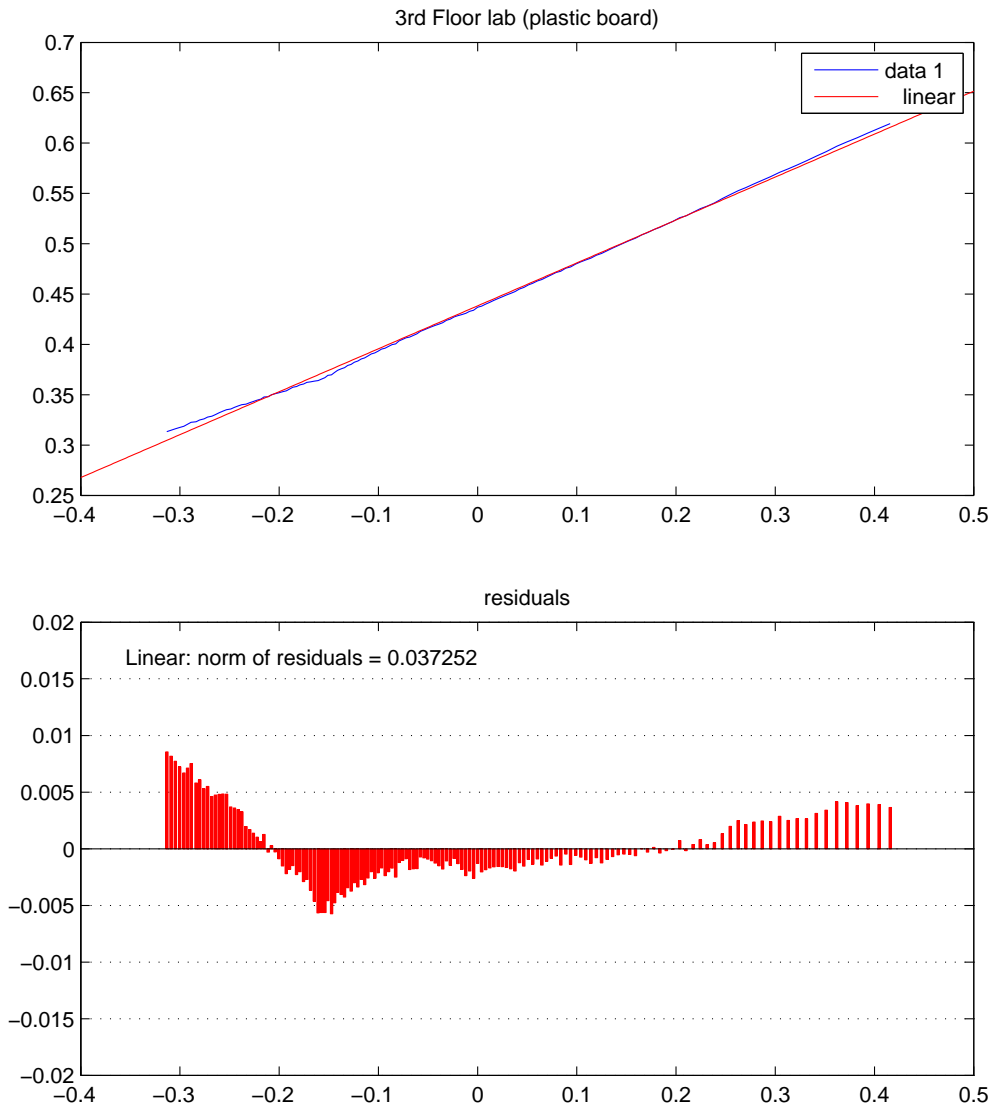 3rd Floor lab (plastic board)
0.7
0.65
0.6
0.55
0.5
0.45
0.4
0.35
0.3
0.25
data 1
linear
−0.4 −0.3 −0.2 −0.1 0 0.1 0.2 0.3 0.4 0.5
residuals
0.02
0.015
0.01
0.005
0
−0.005
−0.01
−0.015
−0.02
Linear: norm of residuals = 0.037252
−0.4 −0.3 −0.2 −0.1 0 0.1 0.2 0.3 0.4 0.5